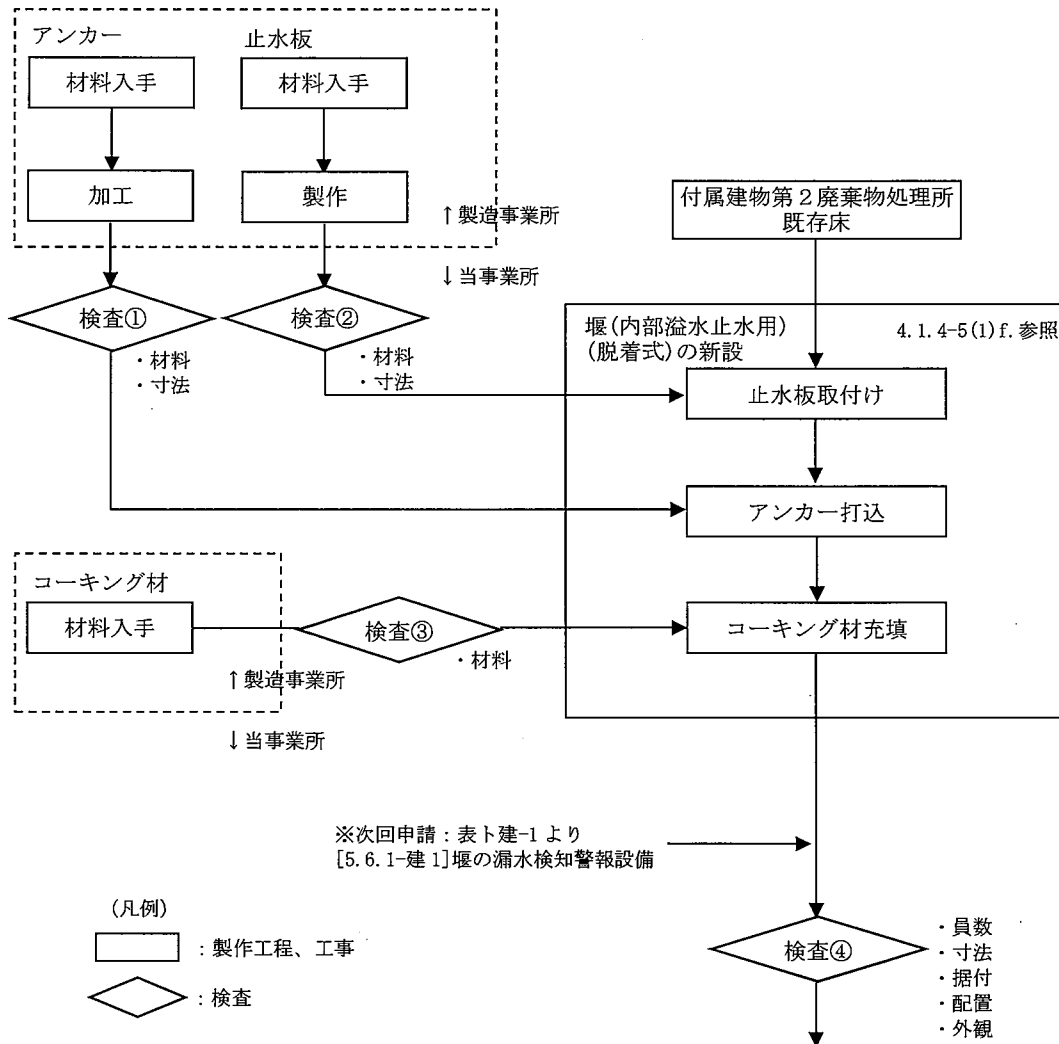 アンカー
止水板
材料入手
材料入手
加工
製作
↑製造事業所
↓当事業所
検査①
・材料
・寸法
検査②
・材料
・寸法
付属建物第2廃棄物処理所
既存床
堰(内部溢水止水用)
(脱着式)の新設
4.1.4-5(1)f.参照
止水板取付け
アンカー打込
コーキング材充填
コーキング材
材料入手
検査③
・材料
↑製造事業所
↓当事業所
※次回申請：表ト建-1より
[5.6.1-建1]堰の漏水検知警報設備
検査④
・員数
・寸法
・据付
・配置
・外観
(凡例)
：製作工程、工事
：検査